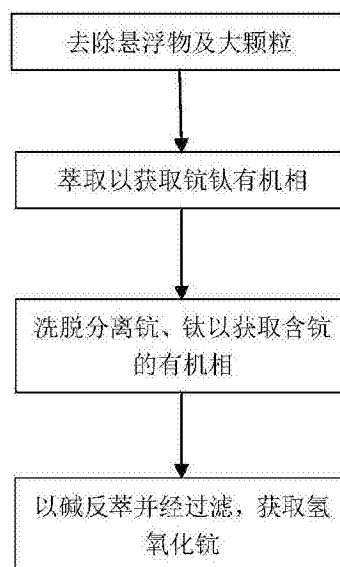 去除悬浮物及大颗粒
萃取以获取钪钛有机相
洗脱分离钪、钛以获取含钪
的有机相
以碱反萃并经过滤，获取氢
氧化钪